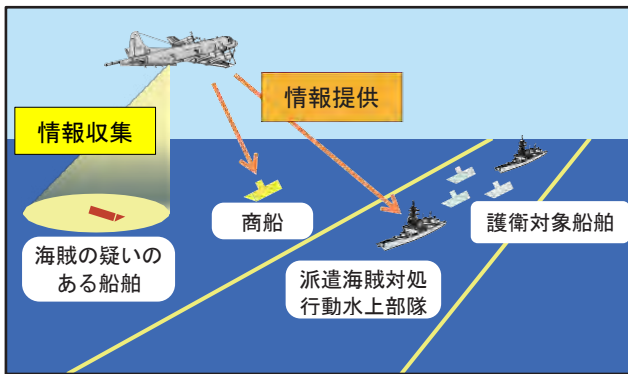 情報提供
情報収集
商船
護衛対象船舶
海賊の疑いの
ある船舶
派遣海賊対処
行動水上部隊